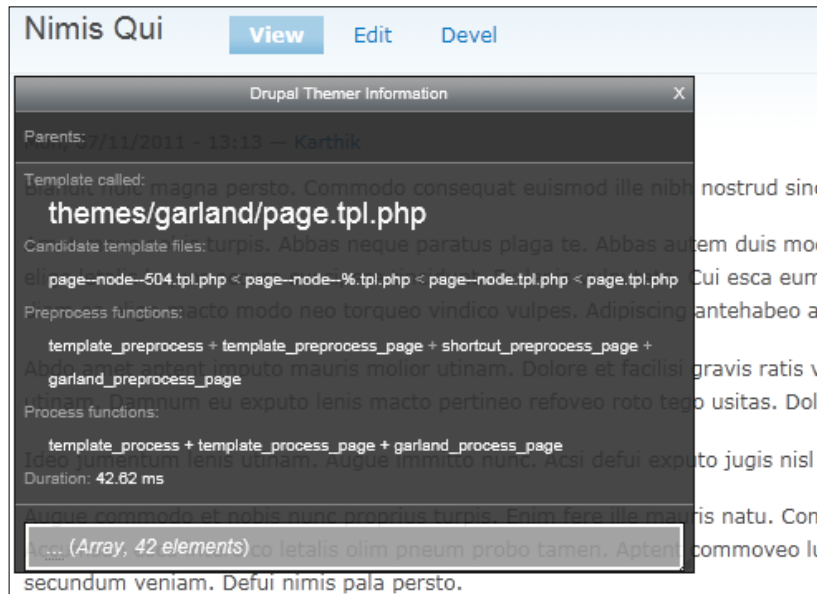 Nimis Qui View Edit Devel
Drupal Themer Information X
Parents:
07/11/2011 - 13:13 — Karthik
Template called:
magna persto. Commodo consequat euismod ille nibh nostrud sinc
themes/garland/page.tpl.php
turpis. Abbas neque paratus plaga te. Abbas autem duis mod
Candidate template files:
page--node--504.tpl.php < page--node--%.tpl.php < page--node.tpl.php < page.tpl.php
Cui esca eum
macto modo neo torqueo vindico vulpes. Adipiscing antehabeo a
Preprocess functions:
template_preprocess + template_preprocess_page + shortcut_preprocess_page +
Abdo amet aptent imputo mauris molior utinam. Dolore et facilisi gravis ratis v
garland_preprocess_page
utinam. Damnum eu exputo lenis macto pertineo refoveo roto tego usitas. Dol
Process functions:
template_process + template_process_page + garland_process_page
Ideo jumentum lenis utinam. Augue immitto nunc. Acsi defui exputo jugis nisl
Duration: 42.62 ms
Augue commodo et nobis nunc proprius turpis. Enim fere ille mauris natu. Con
... (Array, 42 elements)
letalis olim pneum probo tamen. Aptent commoveo lu
secundum veniam. Defui nimis pala persto.